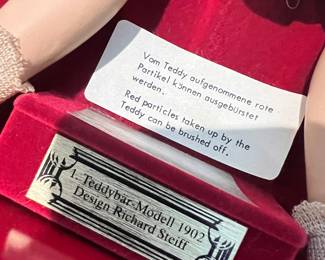 Vom Teddy aufgenommene rote
Partikel können ausgebürstet
werden.
Red particles taken up by the
Teddy can be brushed off.
1. Teddybär-Modell 1902
Design Richard Steiff